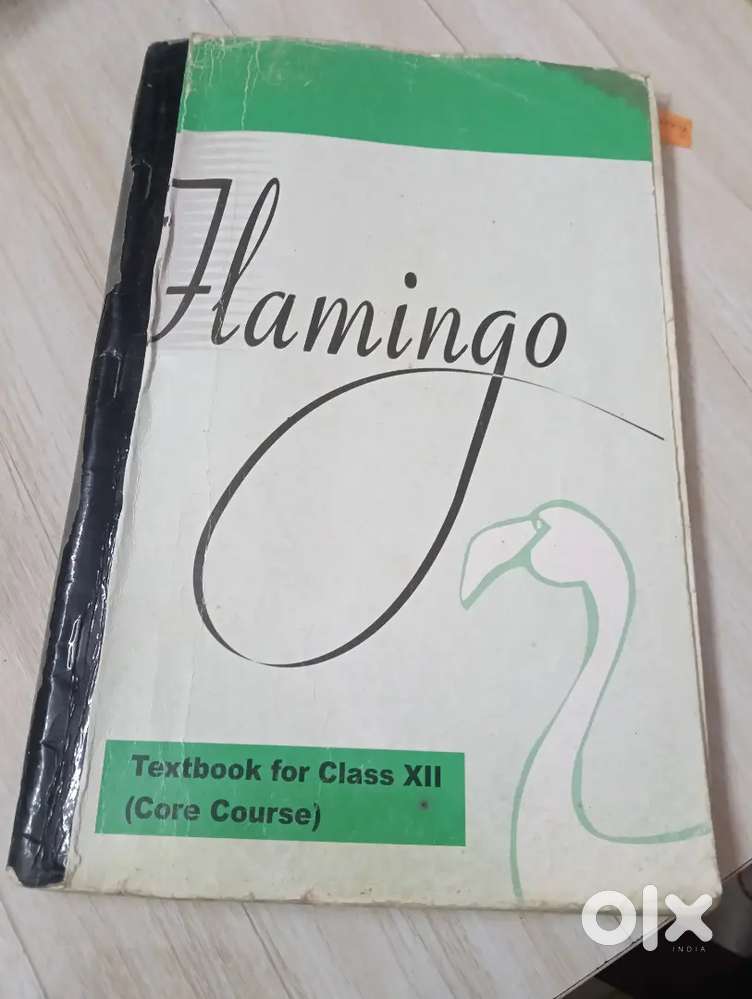 Flamingo
Textbook for Class XII
(Core Course)
olx
INDIA